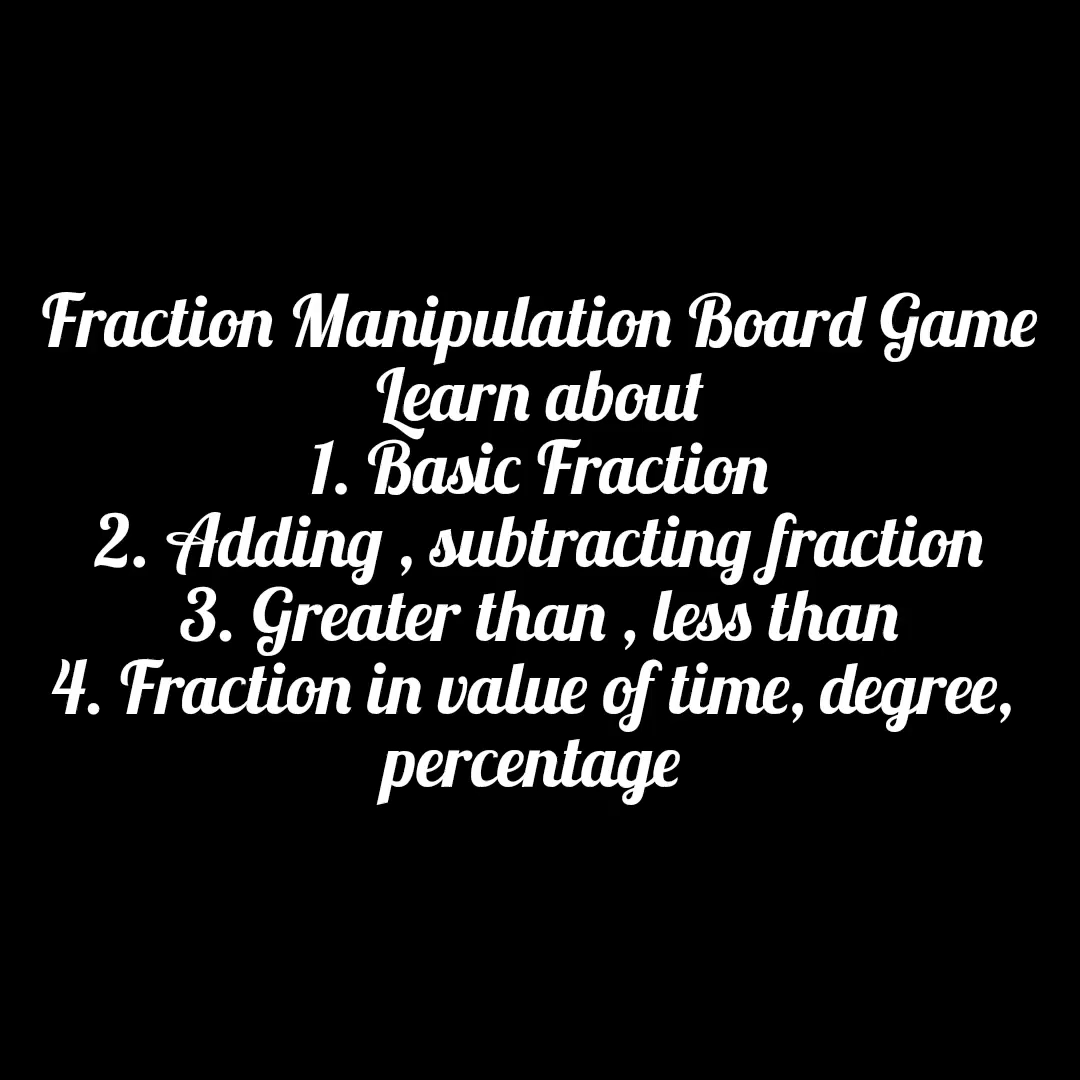 Fraction Manipulation Board Game
Learn about
1. Basic Fraction
2. Adding , subtracting fraction
3. Greater than , less than
4. Fraction in value of time, degree,
percentage